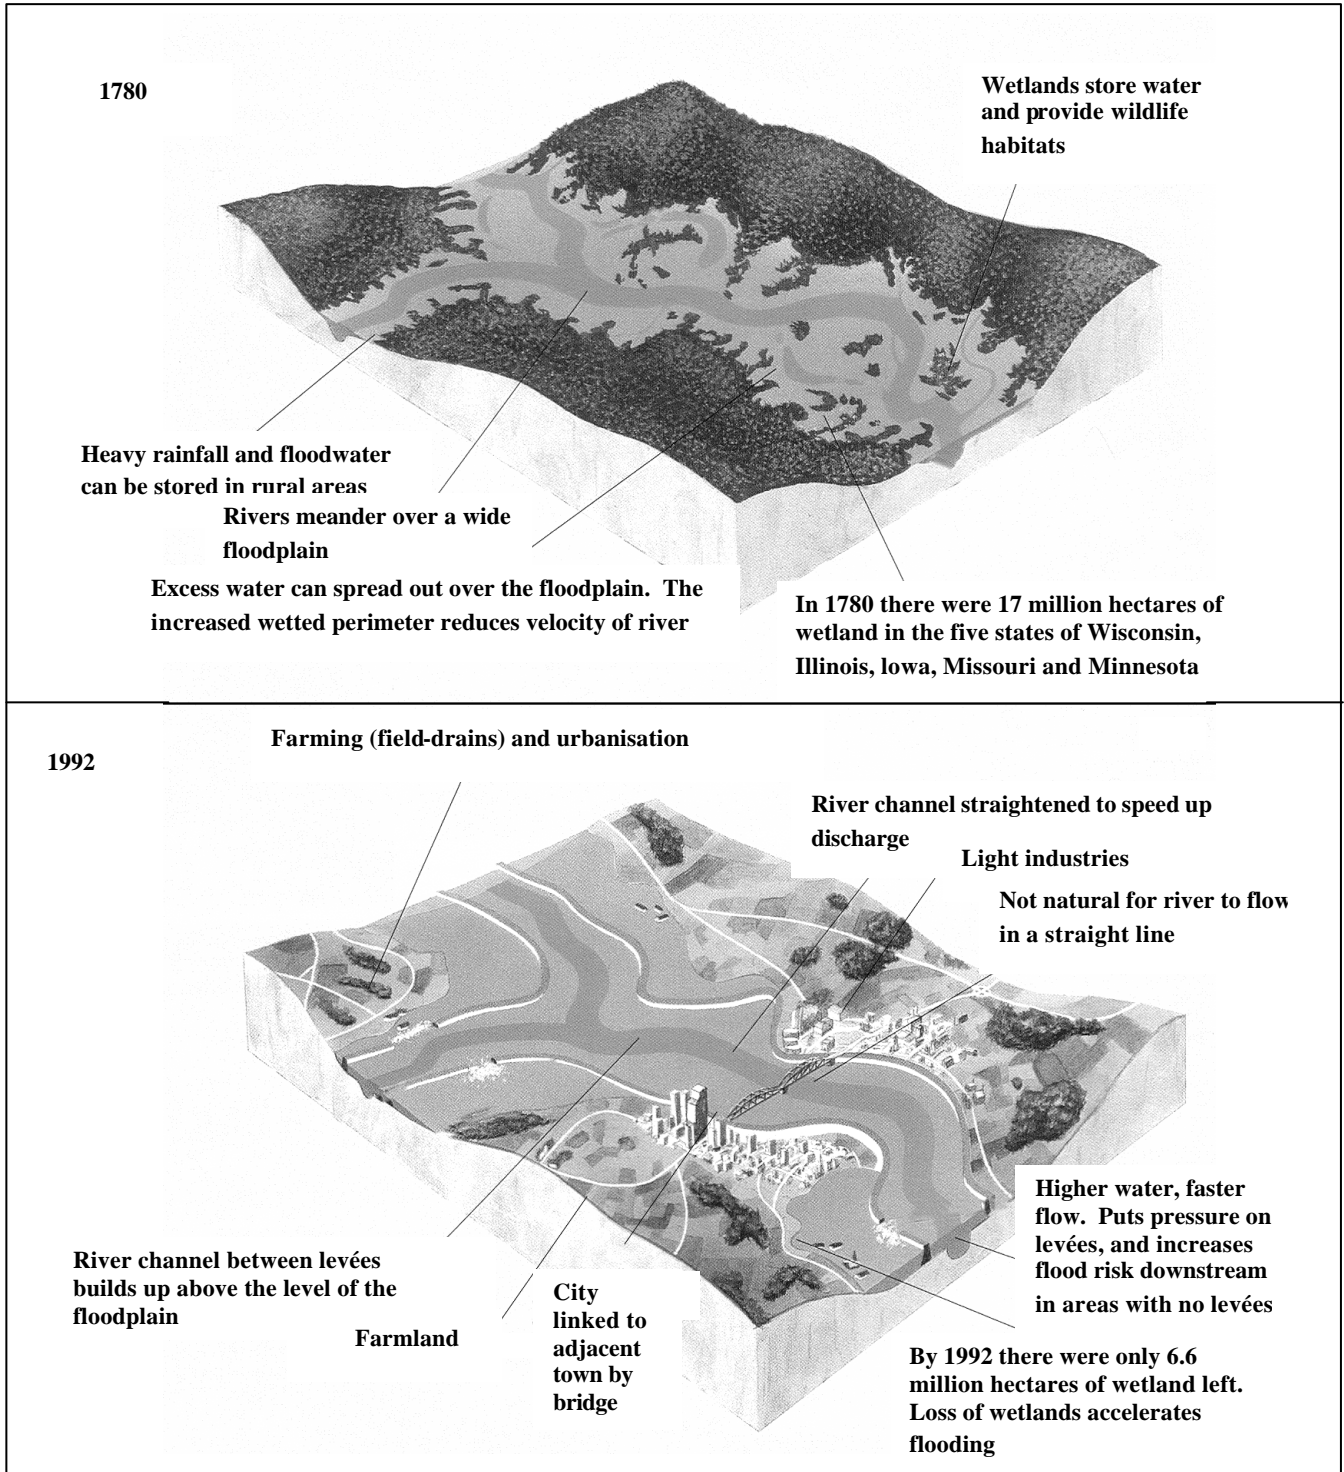 1780
Wetlands store water
and provide wildlife
habitats
Heavy rainfall and floodwater
can be stored in rural areas
Rivers meander over a wide
floodplain
Excess water can spread out over the floodplain. The
increased wetted perimeter reduces velocity of river
In 1780 there were 17 million hectares of
wetland in the five states of Wisconsin,
Illinois, lowa, Missouri and Minnesota
1992
Farming (field-drains) and urbanisation
River channel straightened to speed up
discharge
Light industries
Not natural for river to flow
in a straight line
River channel between levées
builds up above the level of the
floodplain
Farmland
City
linked to
adjacent
town by
bridge
Higher water, faster
flow. Puts pressure on
levées, and increases
flood risk downstream
in areas with no levées
By 1992 there were only 6.6
million hectares of wetland left.
Loss of wetlands accelerates
flooding